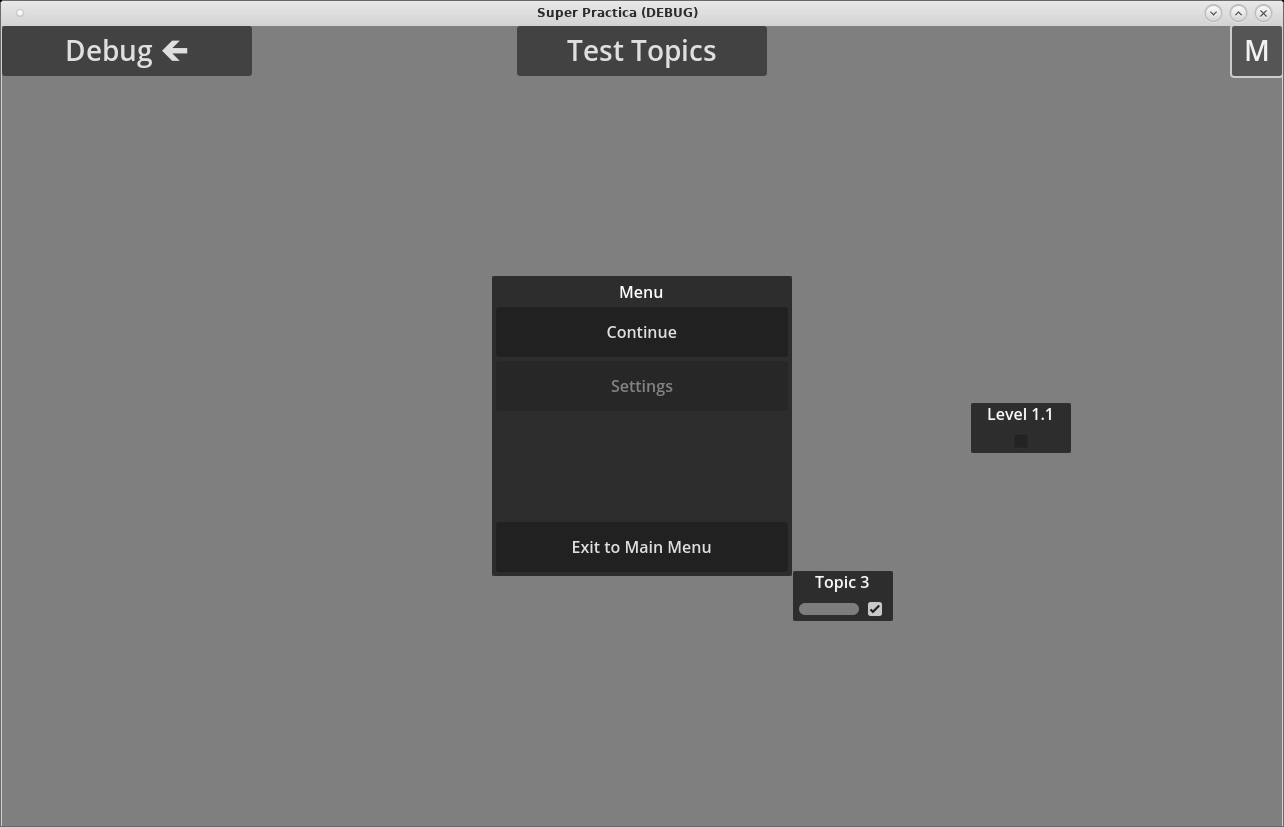 Super Practica (DEBUG)
Debug ←
Test Topics
M
Menu
Continue
Settings
Level 1.1
Exit to Main Menu
Topic 3